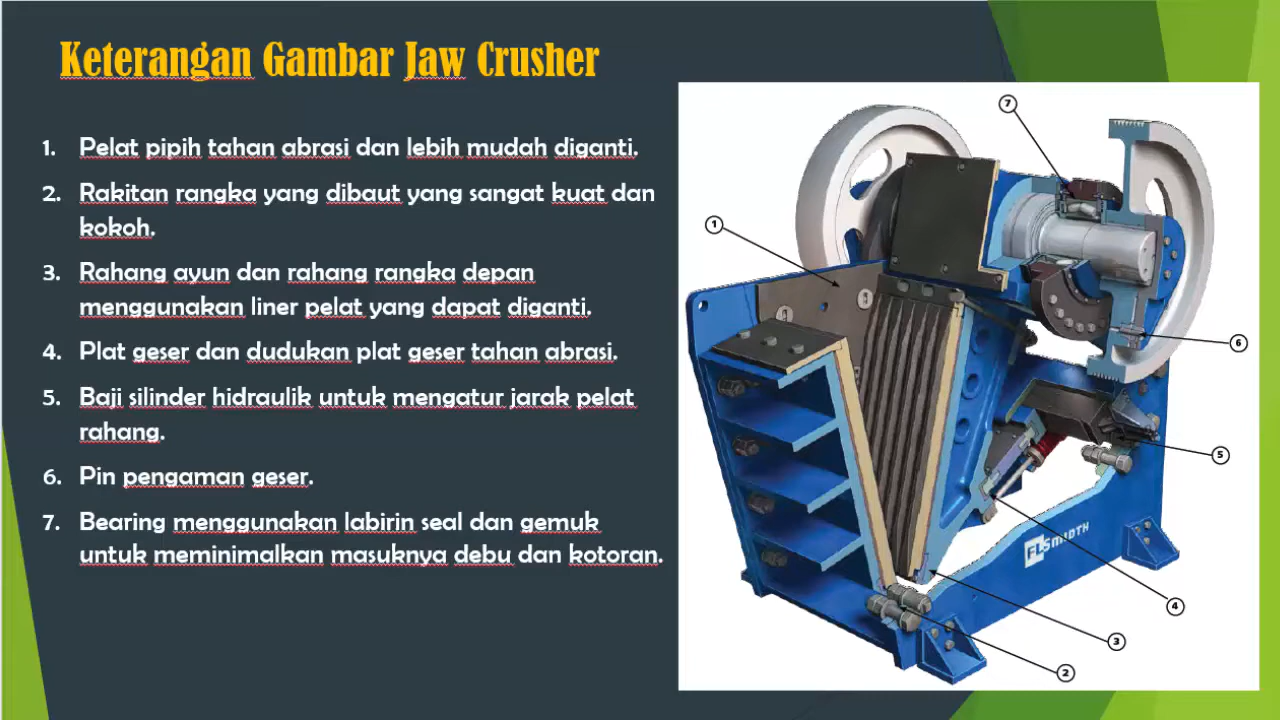 Keterangan Gambar Jaw Crusher
1. Pelat pipih tahan abrasi dan lebih mudah diganti.
2. Rakitan rangka yang dibaut yang sangat kuat dan
kokoh.
3. Rahang ayun dan rahang rangka depan
menggunakan liner pelat yang dapat diganti.
4. Plat geser dan dudukan plat geser tahan abrasi.
5. Baji silinder hidraulik untuk mengatur jarak pelat
rahang.
6. Pin pengaman geser.
7. Bearing menggunakan labirin seal dan gemuk
untuk meminimalkan masuknya debu dan kotoran.
7
1
6
5
FLSMIDTH
4
3
2